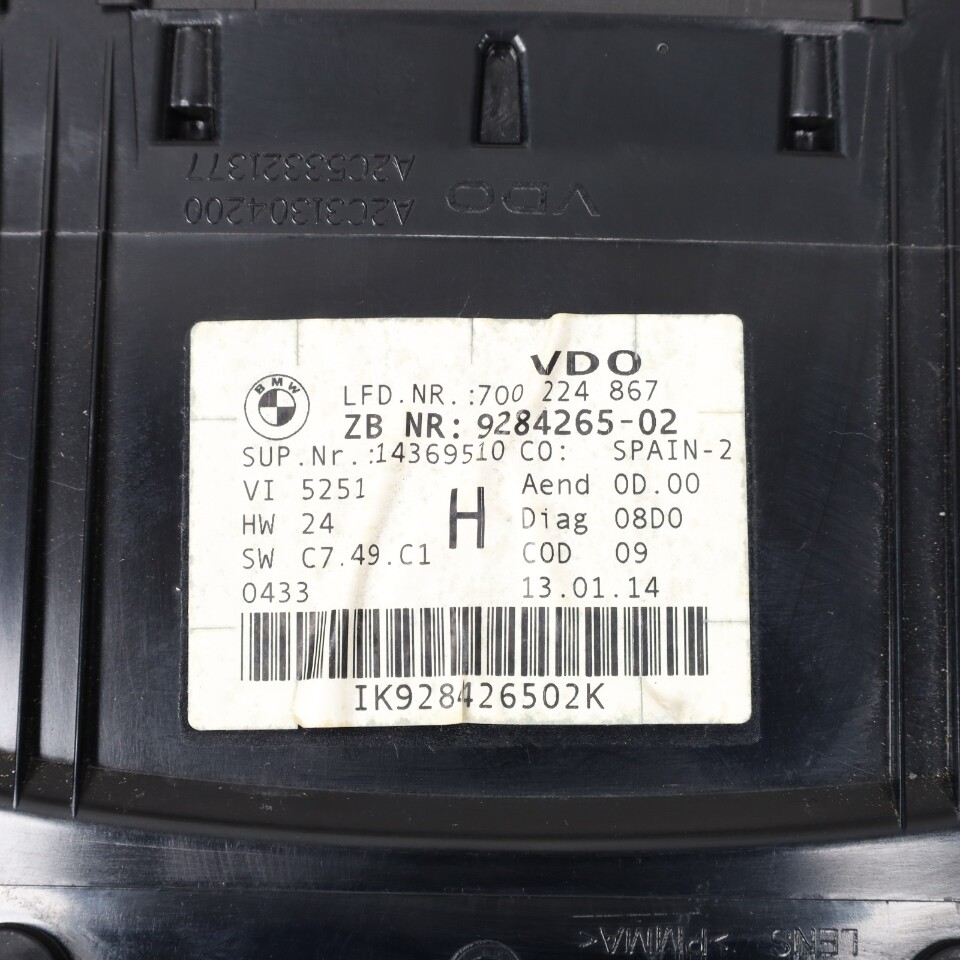 A2C53321377
A2C31304200 VDO
VDO
BMW
LFD.NR.:700 224 867
ZB NR: 9284265-02
SUP.Nr.:14369510 CO: SPAIN-2
VI 5251 H Aend 0D.00
HW 24 Diag 08D0
SW C7.49.C1 COD 09
0433 13.01.14
IK928426502K
LENS >PMMA<